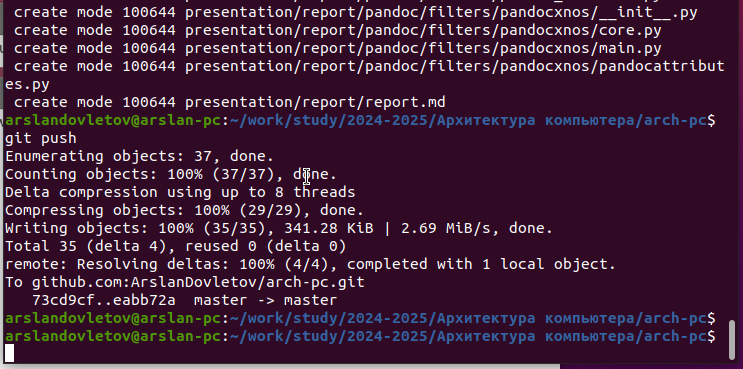 create mode 100644 presentation/report/pandoc/filters/pandocxnos/__init__.py
create mode 100644 presentation/report/pandoc/filters/pandocxnos/core.py
create mode 100644 presentation/report/pandoc/filters/pandocxnos/main.py
create mode 100644 presentation/report/pandoc/filters/pandocxnos/pandocattribut
es.py
create mode 100644 presentation/report/report.md
arslandovletov@arslan-pc:~/work/study/2024-2025/Архитектура компьютера/arch-pc$
git push
Enumerating objects: 37, done.
Counting objects: 100% (37/37), done.
Delta compression using up to 8 threads
Compressing objects: 100% (29/29), done.
Writing objects: 100% (35/35), 341.28 KiB | 2.69 MiB/s, done.
Total 35 (delta 4), reused 0 (delta 0)
remote: Resolving deltas: 100% (4/4), completed with 1 local object.
To github.com:ArslanDovletov/arch-pc.git
73cd9cf..eabb72a  master -> master
arslandovletov@arslan-pc:~/work/study/2024-2025/Архитектура компьютера/arch-pc$
arslandovletov@arslan-pc:~/work/study/2024-2025/Архитектура компьютера/arch-pc$